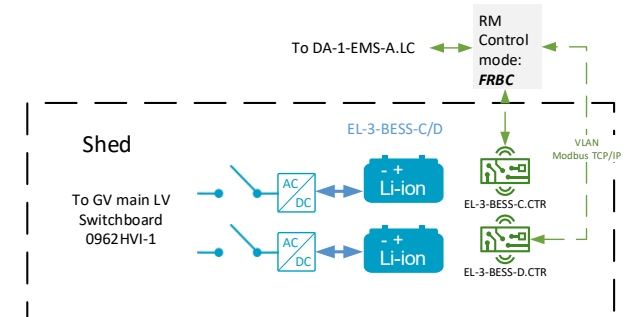 RM
Control
mode:
FRBC
To DA-1-EMS-A.LC
Shed
EL-3-BESS-C/D
VLAN
Modbus TCP/IP
AC
DC
- +
Li-ion
EL-3-BESS-C.CTR
To GV main LV
Switchboard
0962HVI-1
AC
DC
- +
Li-ion
EL-3-BESS-D.CTR